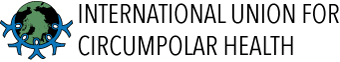 INTERNATIONAL UNION FOR
CIRCUMPOLAR HEALTH